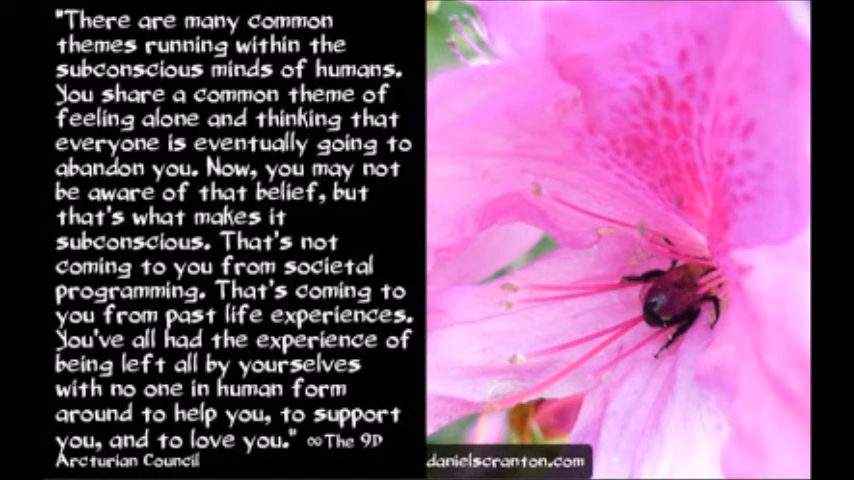 "There are many common
themes running within the
subconscious minds of humans.
You share a common theme of
feeling alone and thinking that
everyone is eventually going to
abandon you. Now, you may not
be aware of that belief, but
that's what makes it
subconscious. That's not
coming to you from societal
programming. That's coming to
you from past life experiences.
You've all had the experience of
being left all by yourselves
with no one in human form
around to help you, to support
you, and to love you." ∞The 9D
Arcturian Council
danielscranton.com